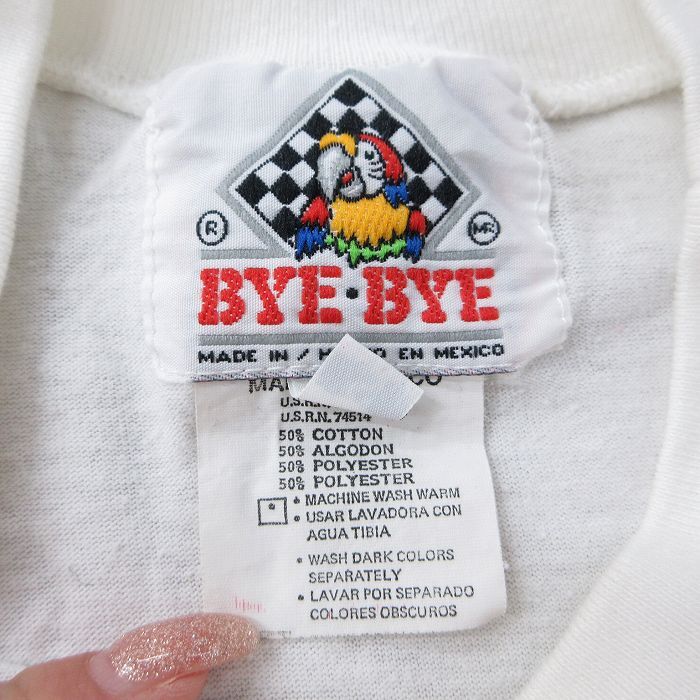 ® MR
BYE·BYE
MADE IN / EN MEXICO
U.S.R.N. 74514
50% COTTON
50% ALGODON
50% POLYESTER
50% POLYESTER
• MACHINE WASH WARM
• USAR LAVADORA CON
AGUA TIBIA
• WASH DARK COLORS
SEPARATELY
• LAVAR POR SEPARADO
COLORES OBSCUROS